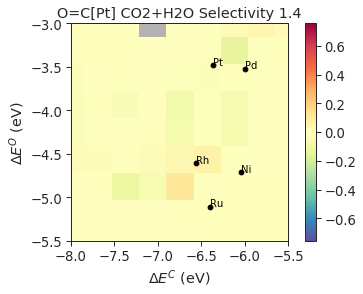 O=C[Pt] CO2+H2O Selectivity 1.4
−3.0
−3.5
−4.0
−4.5
−5.0
−5.5
ΔE^O (eV)
Pt
Pd
Rh
Ni
Ru
−8.0 −7.5 −7.0 −6.5 −6.0 −5.5
ΔE^C (eV)
0.6
0.4
0.2
0.0
−0.2
−0.4
−0.6